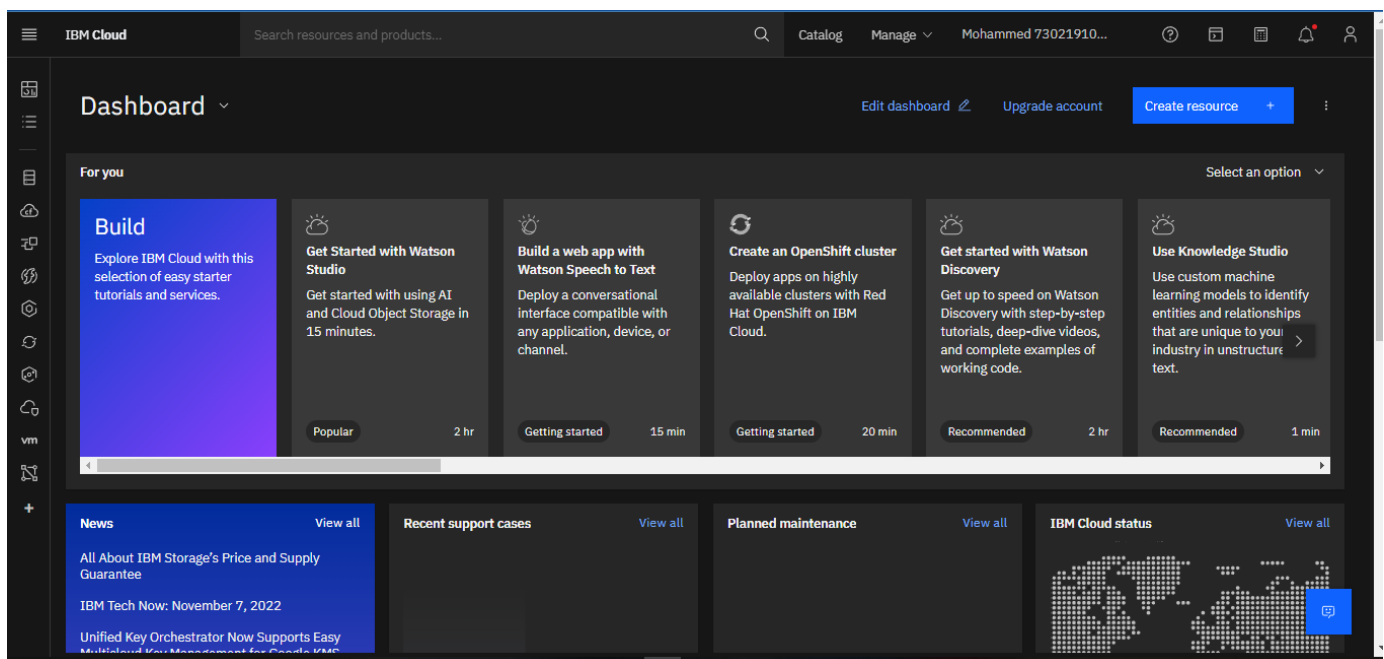 IBM Cloud
Search resources and products...
Catalog
Manage
Mohammed 73021910...
Dashboard
Edit dashboard
Upgrade account
Create resource +
For you
Select an option
Build
Explore IBM Cloud with this
selection of easy starter
tutorials and services.
Get Started with Watson
Studio
Get started with using AI
and Cloud Object Storage in
15 minutes.
Popular
2 hr
Build a web app with
Watson Speech to Text
Deploy a conversational
interface compatible with
any application, device, or
channel.
Getting started
15 min
Create an OpenShift cluster
Deploy apps on highly
available clusters with Red
Hat OpenShift on IBM
Cloud.
Getting started
20 min
Get started with Watson
Discovery
Get up to speed on Watson
Discovery with step-by-step
tutorials, deep-dive videos,
and complete examples of
working code.
Recommended
2 hr
Use Knowledge Studio
Use custom machine
learning models to identify
entities and relationships
that are unique to your
industry in unstructure
text.
Recommended
1 min
vm
News
View all
All About IBM Storage's Price and Supply
Guarantee
IBM Tech Now: November 7, 2022
Unified Key Orchestrator Now Supports Easy
Multicloud Key Management for Google KMS
Recent support cases
View all
Planned maintenance
View all
IBM Cloud status
View all